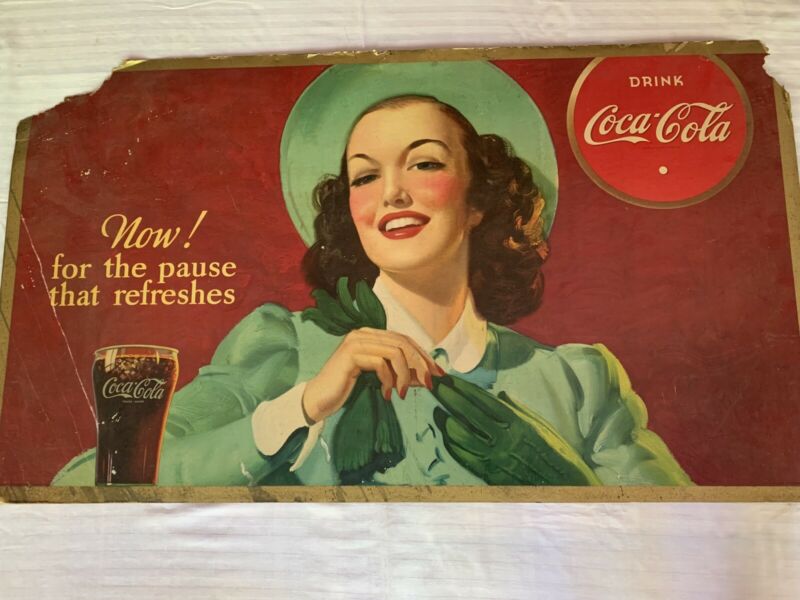 DRINK
Coca-Cola
Now!
for the pause
that refreshes
Coca-Cola